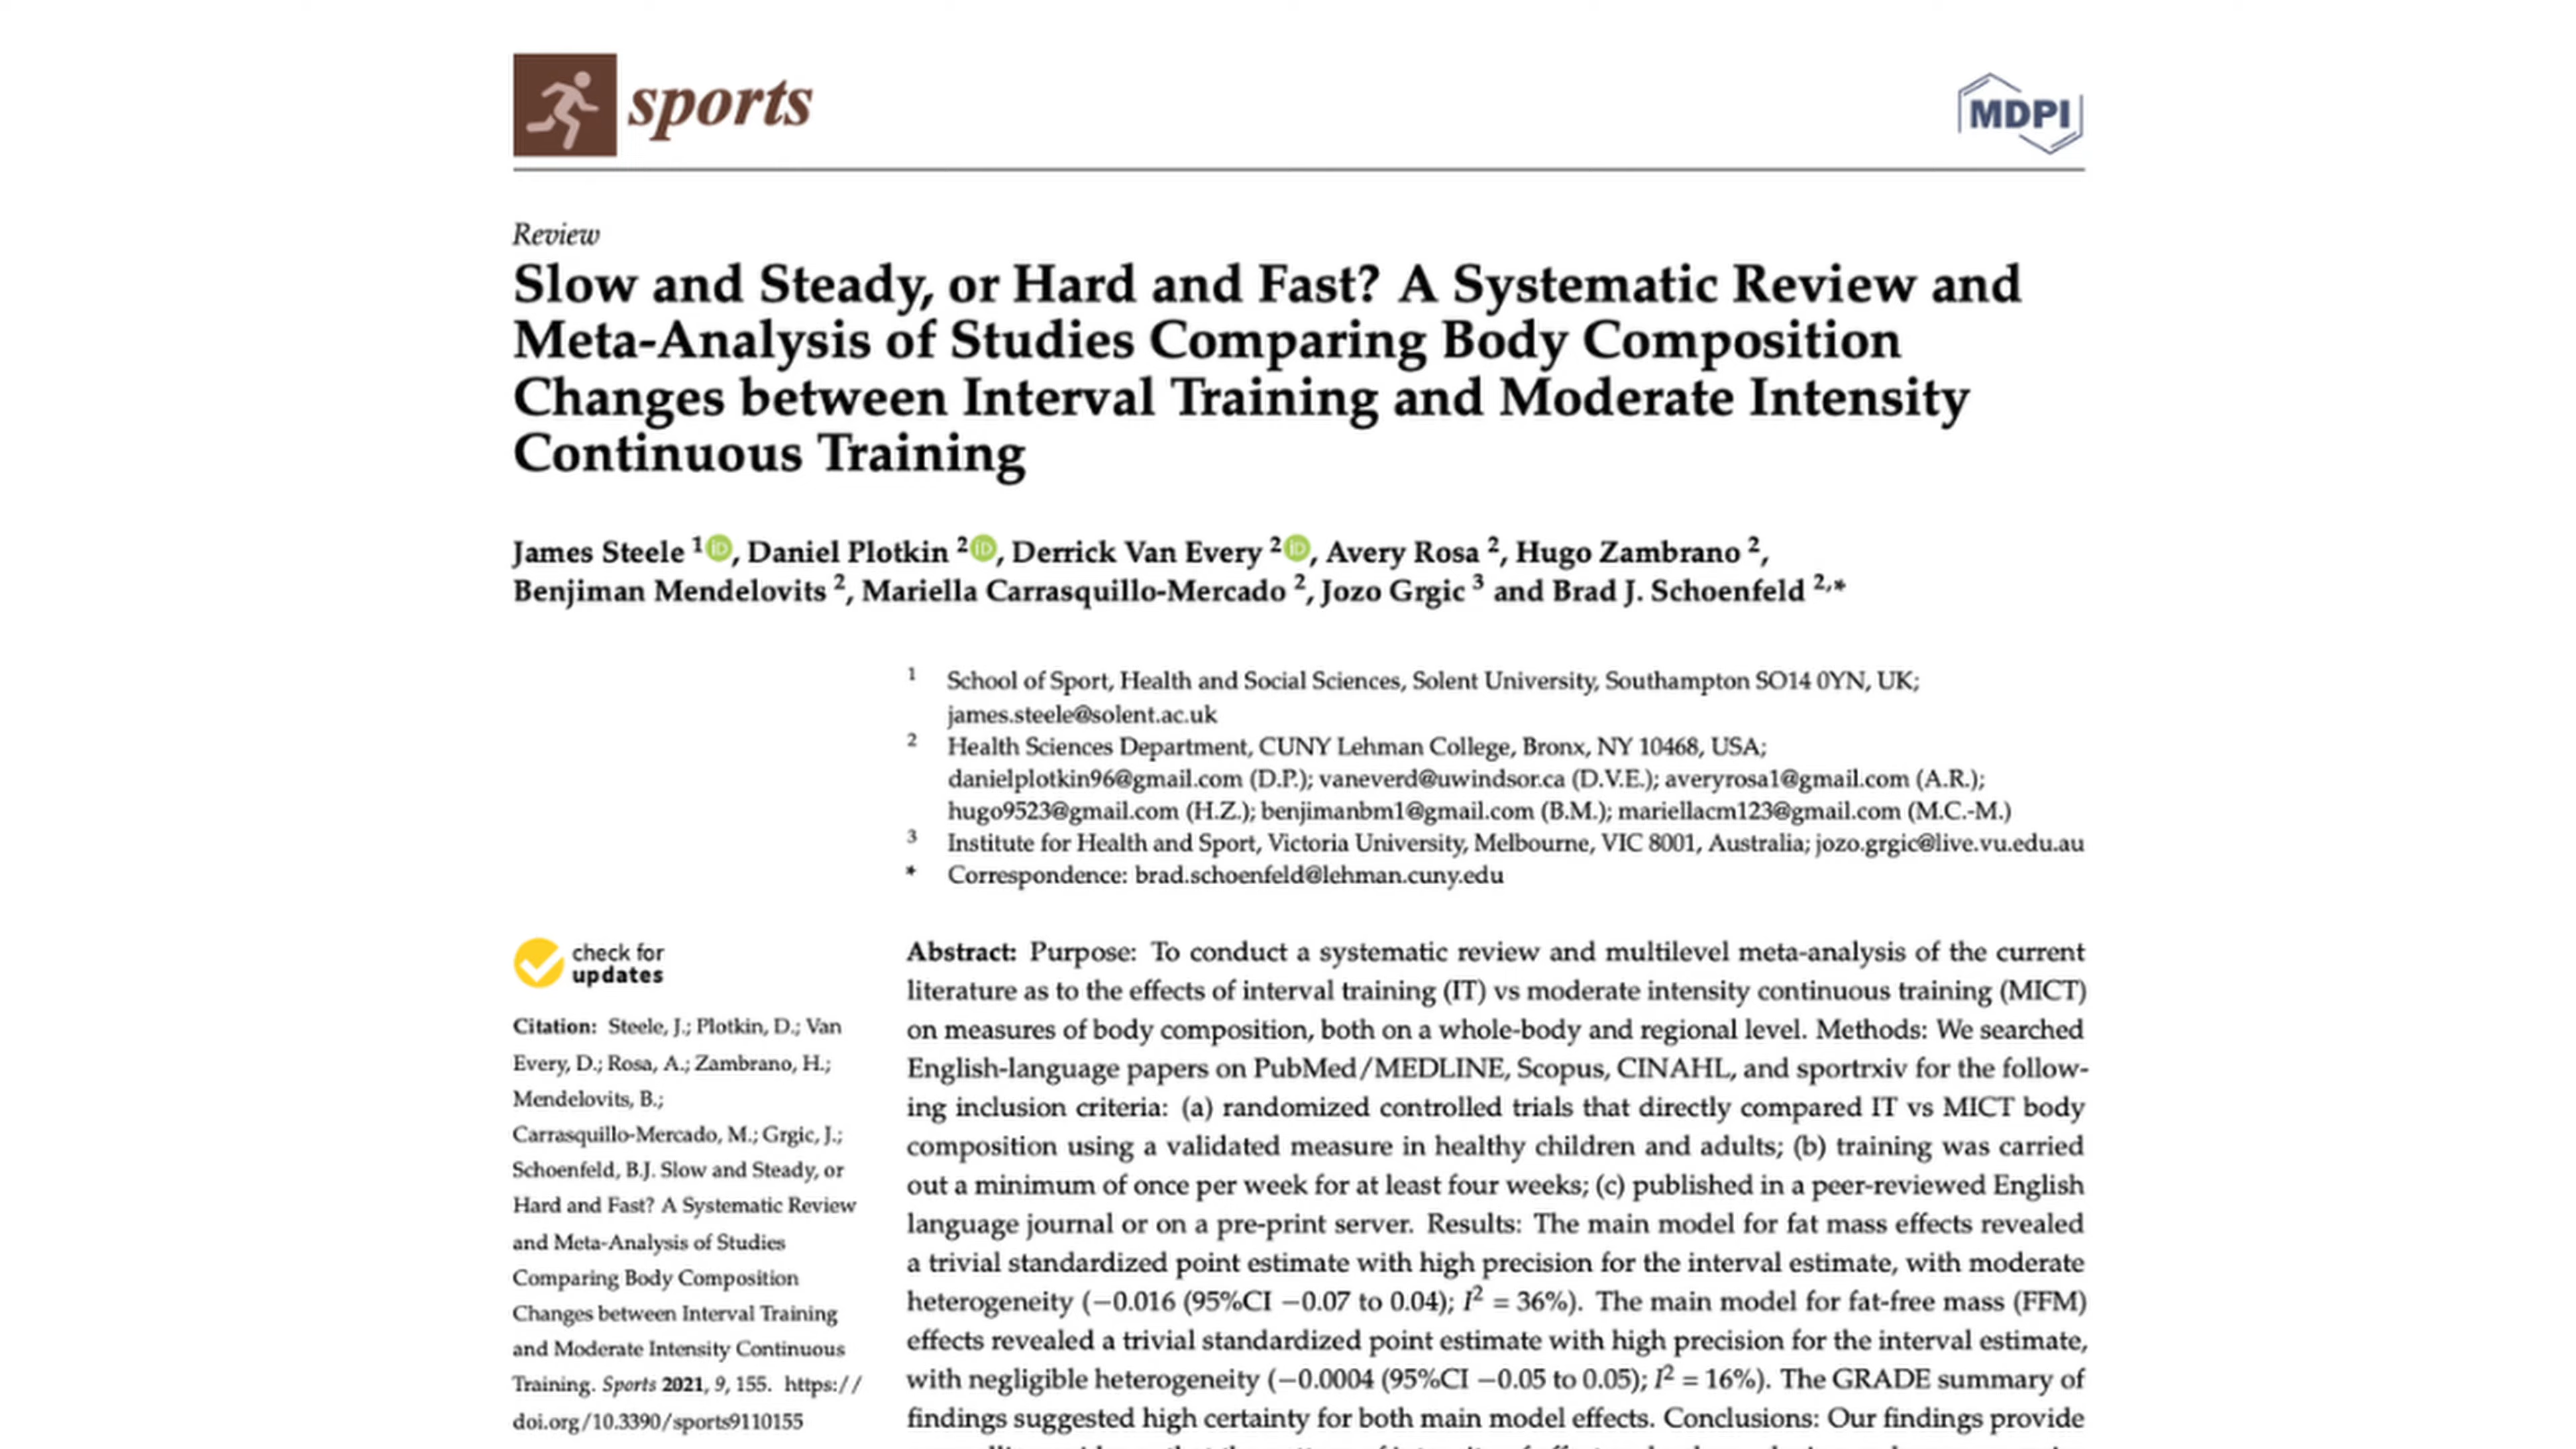 sports
MDPI
Review
Slow and Steady, or Hard and Fast? A Systematic Review and
Meta-Analysis of Studies Comparing Body Composition
Changes between Interval Training and Moderate Intensity
Continuous Training
James Steele 1 iD, Daniel Plotkin 2 iD, Derrick Van Every 2 iD, Avery Rosa 2, Hugo Zambrano 2,
Benjiman Mendelovits 2, Mariella Carrasquillo-Mercado 2, Jozo Grgic 3 and Brad J. Schoenfeld 2,*
1 School of Sport, Health and Social Sciences, Solent University, Southampton SO14 0YN, UK;
james.steele@solent.ac.uk
2 Health Sciences Department, CUNY Lehman College, Bronx, NY 10468, USA;
danielplotkin96@gmail.com (D.P.); vaneverd@uwindsor.ca (D.V.E.); averyrosa1@gmail.com (A.R.);
hugo9523@gmail.com (H.Z.); benjimanbm1@gmail.com (B.M.); mariellacm123@gmail.com (M.C.-M.)
3 Institute for Health and Sport, Victoria University, Melbourne, VIC 8001, Australia; jozo.grgic@live.vu.edu.au
* Correspondence: brad.schoenfeld@lehman.cuny.edu
check for
updates
Citation: Steele, J.; Plotkin, D.; Van
Every, D.; Rosa, A.; Zambrano, H.;
Mendelovits, B.;
Carrasquillo-Mercado, M.; Grgic, J.;
Schoenfeld, B.J. Slow and Steady, or
Hard and Fast? A Systematic Review
and Meta-Analysis of Studies
Comparing Body Composition
Changes between Interval Training
and Moderate Intensity Continuous
Training. Sports 2021, 9, 155. https://
doi.org/10.3390/sports9110155
Abstract: Purpose: To conduct a systematic review and multilevel meta-analysis of the current
literature as to the effects of interval training (IT) vs moderate intensity continuous training (MICT)
on measures of body composition, both on a whole-body and regional level. Methods: We searched
English-language papers on PubMed/MEDLINE, Scopus, CINAHL, and sportrxiv for the follow-
ing inclusion criteria: (a) randomized controlled trials that directly compared IT vs MICT body
composition using a validated measure in healthy children and adults; (b) training was carried
out a minimum of once per week for at least four weeks; (c) published in a peer-reviewed English
language journal or on a pre-print server. Results: The main model for fat mass effects revealed
a trivial standardized point estimate with high precision for the interval estimate, with moderate
heterogeneity (−0.016 (95%CI −0.07 to 0.04); I² = 36%). The main model for fat-free mass (FFM)
effects revealed a trivial standardized point estimate with high precision for the interval estimate,
with negligible heterogeneity (−0.0004 (95%CI −0.05 to 0.05); I² = 16%). The GRADE summary of
findings suggested high certainty for both main model effects. Conclusions: Our findings provide